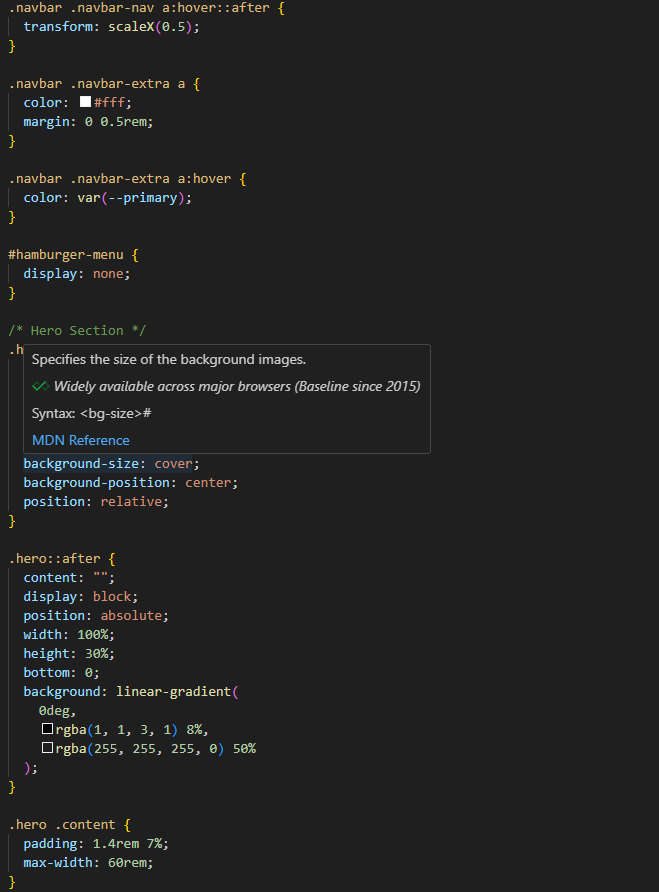 .navbar .navbar-nav a:hover::after {
  transform: scaleX(0.5);
}

.navbar .navbar-extra a {
  color: #fff;
  margin: 0 0.5rem;
}

.navbar .navbar-extra a:hover {
  color: var(--primary);
}

#hamburger-menu {
  display: none;
}

/* Hero Section */
.h
Specifies the size of the background images.
Widely available across major browsers (Baseline since 2015)
Syntax: <bg-size>#
MDN Reference
  background-size: cover;
  background-position: center;
  position: relative;
}

.hero::after {
  content: "";
  display: block;
  position: absolute;
  width: 100%;
  height: 30%;
  bottom: 0;
  background: linear-gradient(
    0deg,
    rgba(1, 1, 3, 1) 8%,
    rgba(255, 255, 255, 0) 50%
  );
}

.hero .content {
  padding: 1.4rem 7%;
  max-width: 60rem;
}